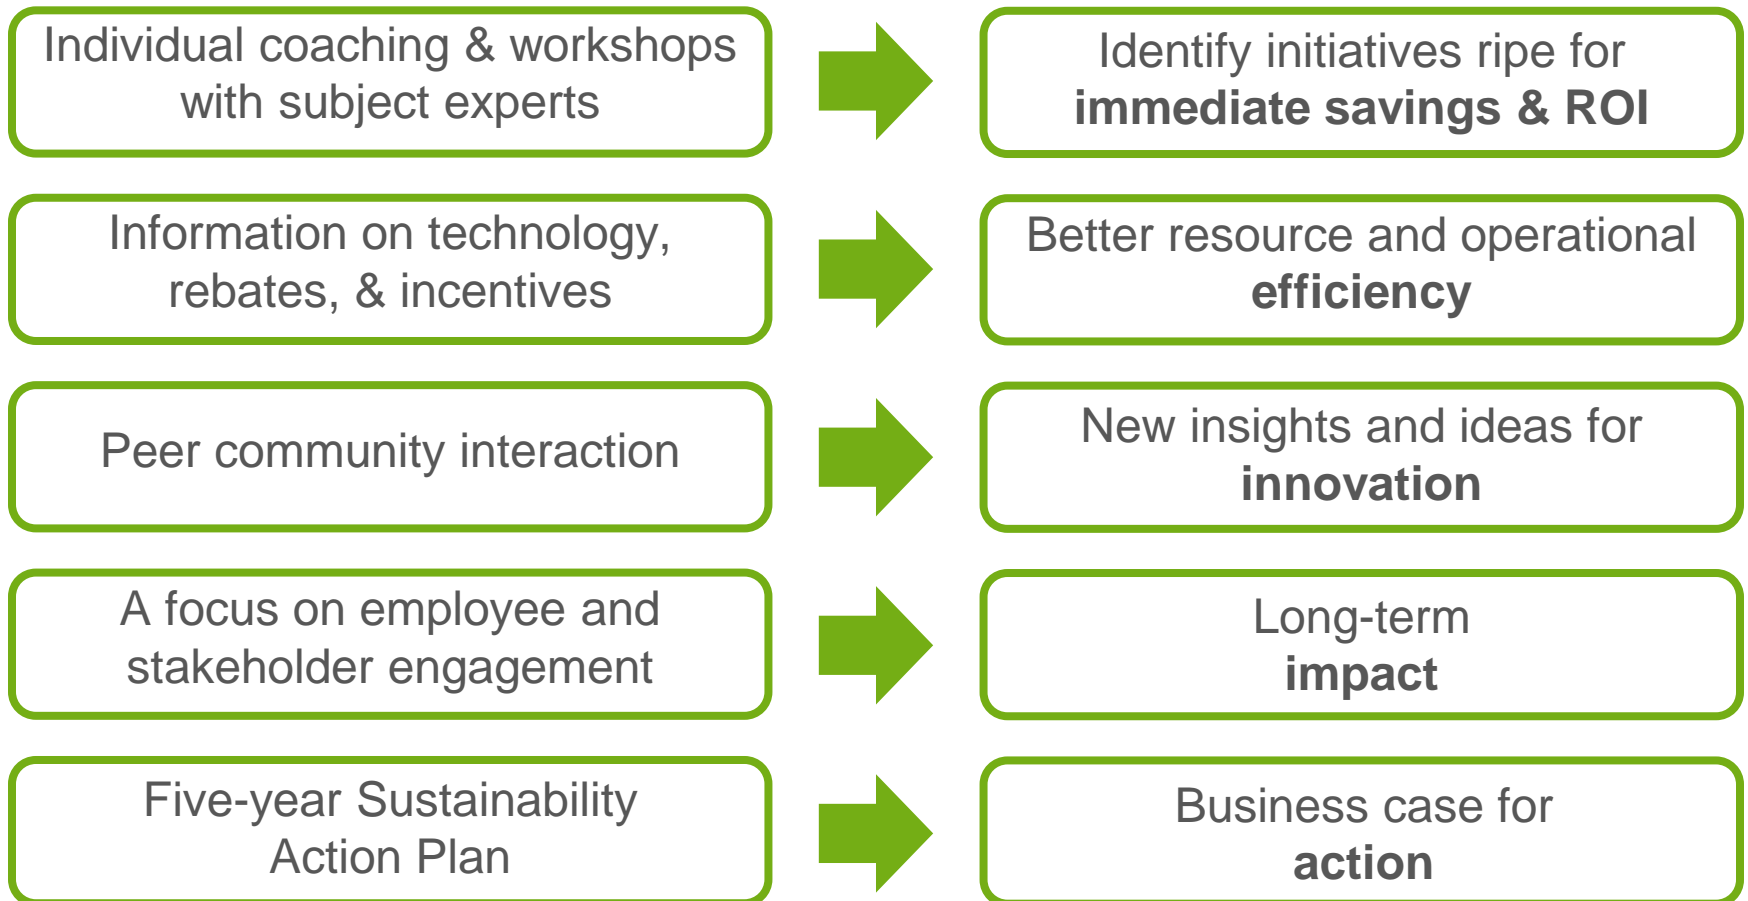 Individual coaching & workshops
with subject experts
Identify initiatives ripe for
immediate savings & ROI
Information on technology,
rebates, & incentives
Better resource and operational
efficiency
Peer community interaction
New insights and ideas for
innovation
A focus on employee and
stakeholder engagement
Long-term
impact
Five-year Sustainability
Action Plan
Business case for
action